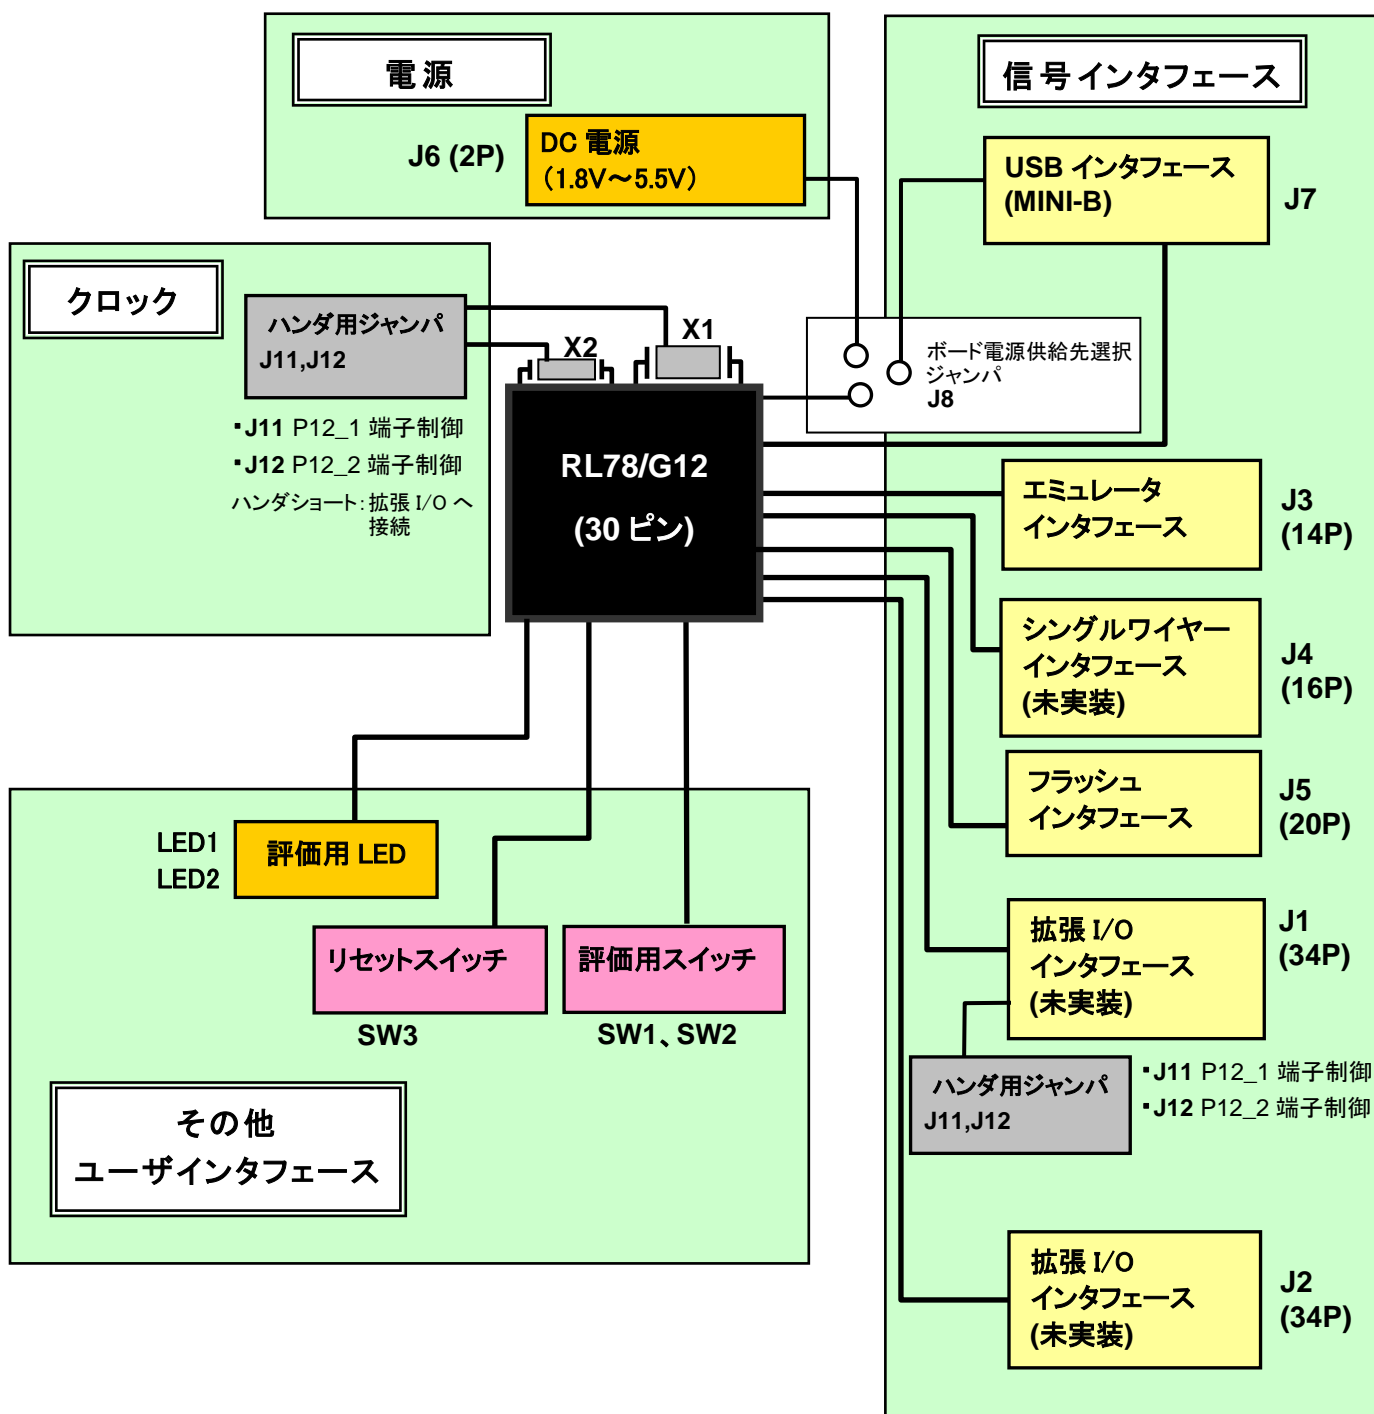 電源
J6 (2P)
DC 電源
（1.8V～5.5V）
信号インタフェース
USB インタフェース
(MINI-B)
J7
クロック
ハンダ用ジャンパ
J11,J12
X2
X1
・J11 P12_1 端子制御
・J12 P12_2 端子制御
ハンダショート：拡張 I/O へ
接続
ボード電源供給先選択
ジャンパ
J8
RL78/G12
(30 ピン)
エミュレータ
インタフェース
J3
(14P)
シングルワイヤー
インタフェース
(未実装)
J4
(16P)
フラッシュ
インタフェース
J5
(20P)
LED1
LED2
評価用 LED
リセットスイッチ
SW3
評価用スイッチ
SW1、SW2
その他
ユーザインタフェース
拡張 I/O
インタフェース
(未実装)
J1
(34P)
ハンダ用ジャンパ
J11,J12
・J11 P12_1 端子制御
・J12 P12_2 端子制御
拡張 I/O
インタフェース
(未実装)
J2
(34P)